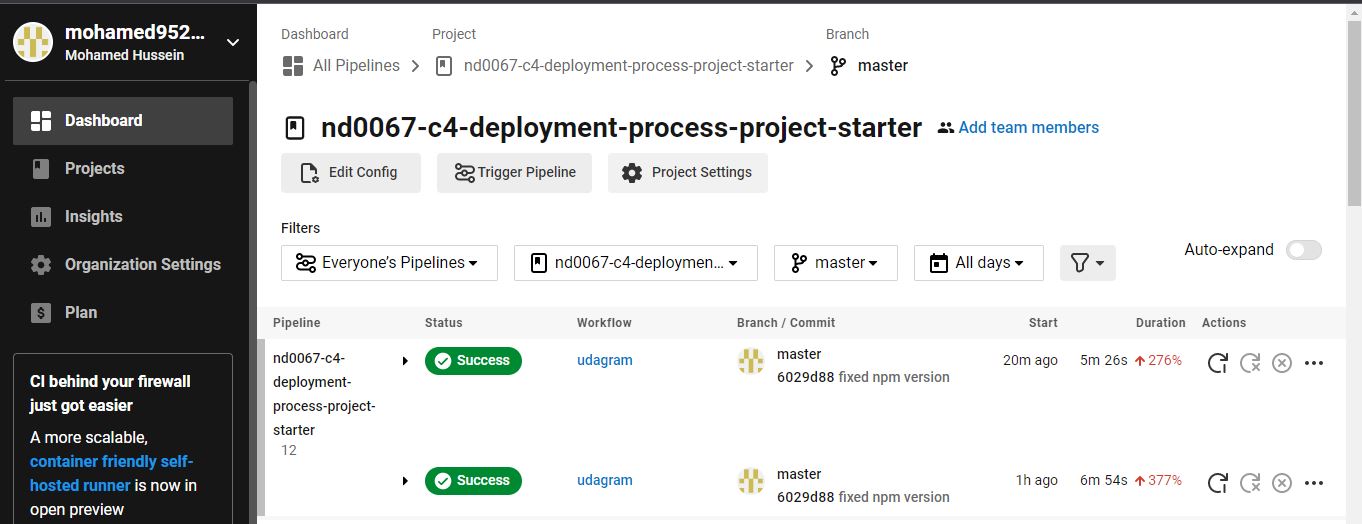 mohamed952...
Mohamed Hussein
Dashboard
Projects
Insights
Organization Settings
Plan
CI behind your firewall
just got easier
A more scalable,
container friendly self-
hosted runner is now in
open preview
Dashboard Project Branch
All Pipelines nd0067-c4-deployment-process-project-starter master
nd0067-c4-deployment-process-project-starter Add team members
Edit Config Trigger Pipeline Project Settings
Filters
Everyone’s Pipelines nd0067-c4-deploymen... master All days Auto-expand
Pipeline Status Workflow Branch / Commit Start Duration Actions
nd0067-c4-
deployment-
process-project-
starter
12
Success udagram master 20m ago 5m 26s 276%
6029d88 fixed npm version
Success udagram master 1h ago 6m 54s 377%
6029d88 fixed npm version